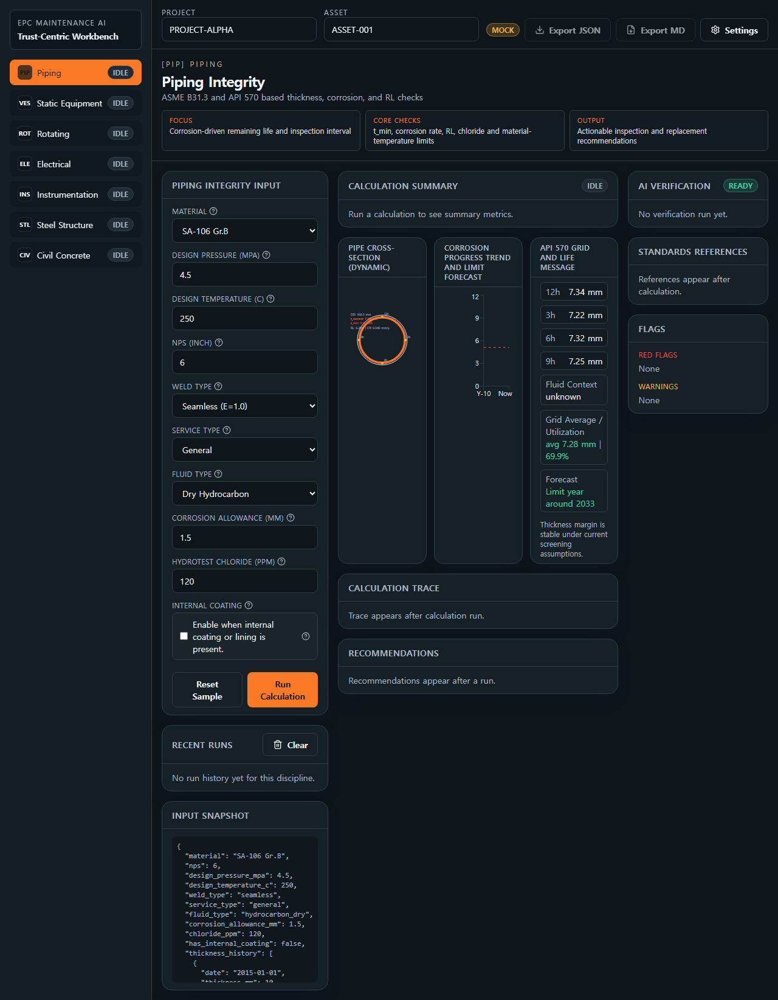 EPC MAINTENANCE AI
Trust-Centric Workbench
PIP Piping IDLE
VES Static Equipment IDLE
ROT Rotating IDLE
ELE Electrical IDLE
INS Instrumentation IDLE
STL Steel Structure IDLE
CIV Civil Concrete IDLE
PROJECT
PROJECT-ALPHA
ASSET
ASSET-001
MOCK
Export JSON
Export MD
Settings
[PIP] PIPING
Piping Integrity
ASME B31.3 and API 570 based thickness, corrosion, and RL checks
FOCUS
Corrosion-driven remaining life and inspection interval
CORE CHECKS
t_min, corrosion rate, RL, chloride and material-
temperature limits
OUTPUT
Actionable inspection and replacement
recommendations
PIPING INTEGRITY INPUT
MATERIAL
SA-106 Gr.B
DESIGN PRESSURE (MPA)
4.5
DESIGN TEMPERATURE (C)
250
NPS (INCH)
6
WELD TYPE
Seamless (E=1.0)
SERVICE TYPE
General
FLUID TYPE
Dry Hydrocarbon
CORROSION ALLOWANCE (MM)
1.5
HYDROTEST CHLORIDE (PPM)
120
INTERNAL COATING
Enable when internal
coating or lining is
present.
Reset
Sample
Run
Calculation
RECENT RUNS
Clear
No run history yet for this discipline.
INPUT SNAPSHOT
{
"material": "SA-106 Gr.B",
"nps": 6,
"design_pressure_mpa": 4.5,
"design_temperature_c": 250,
"weld_type": "seamless",
"service_type": "general",
"fluid_type": "hydrocarbon_dry",
"corrosion_allowance_mm": 1.5,
"chloride_ppm": 120,
"has_internal_coating": false,
"thickness_history": [
{
"date": "2015-01-01",
"thickness_mm": 10
CALCULATION SUMMARY
IDLE
Run a calculation to see summary metrics.
PIPE CROSS-
SECTION
(DYNAMIC)
OD: 168.3 mm
12h
CORROSION
PROGRESS TREND
AND LIMIT
FORECAST
12
9
6
3
0
Y-10 Now
API 570 GRID
AND LIFE
MESSAGE
12h 7.34 mm
3h 7.22 mm
6h 7.32 mm
9h 7.25 mm
Fluid Context
unknown
Grid Average /
Utilization
avg 7.28 mm |
69.9%
Forecast
Limit year
around 2033
Thickness margin is
stable under current
screening
assumptions.
CALCULATION TRACE
Trace appears after calculation run.
RECOMMENDATIONS
Recommendations appear after a run.
AI VERIFICATION
READY
No verification run yet.
STANDARDS REFERENCES
References appear after
calculation.
FLAGS
RED FLAGS
None
WARNINGS
None